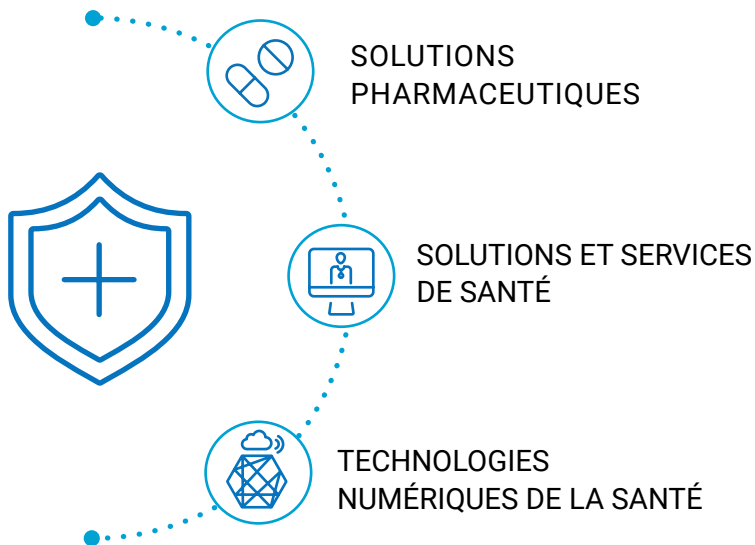 SOLUTIONS
PHARMACEUTIQUES
SOLUTIONS ET SERVICES
DE SANTÉ
TECHNOLOGIES
NUMÉRIQUES DE LA SANTÉ